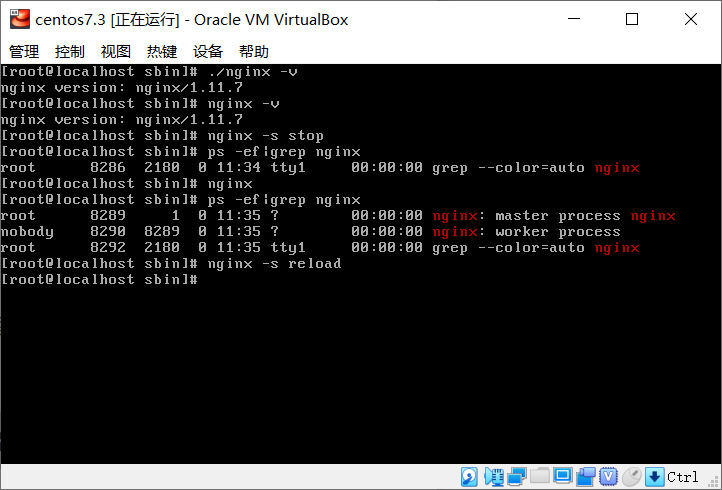 centos7.3 [正在运行] - Oracle VM VirtualBox
管理 控制 视图 热键 设备 帮助
[root@localhost sbin]# ./nginx -v
nginx version: nginx/1.11.7
[root@localhost sbin]# nginx -v
nginx version: nginx/1.11.7
[root@localhost sbin]# nginx -s stop
[root@localhost sbin]# ps -ef|grep nginx
root      8286  2180  0 11:34 tty1     00:00:00 grep --color=auto nginx
[root@localhost sbin]# nginx
[root@localhost sbin]# ps -ef|grep nginx
root      8289     1  0 11:35 ?        00:00:00 nginx: master process nginx
nobody    8290  8289  0 11:35 ?        00:00:00 nginx: worker process
root      8292  2180  0 11:35 tty1     00:00:00 grep --color=auto nginx
[root@localhost sbin]# nginx -s reload
[root@localhost sbin]#
Ctrl